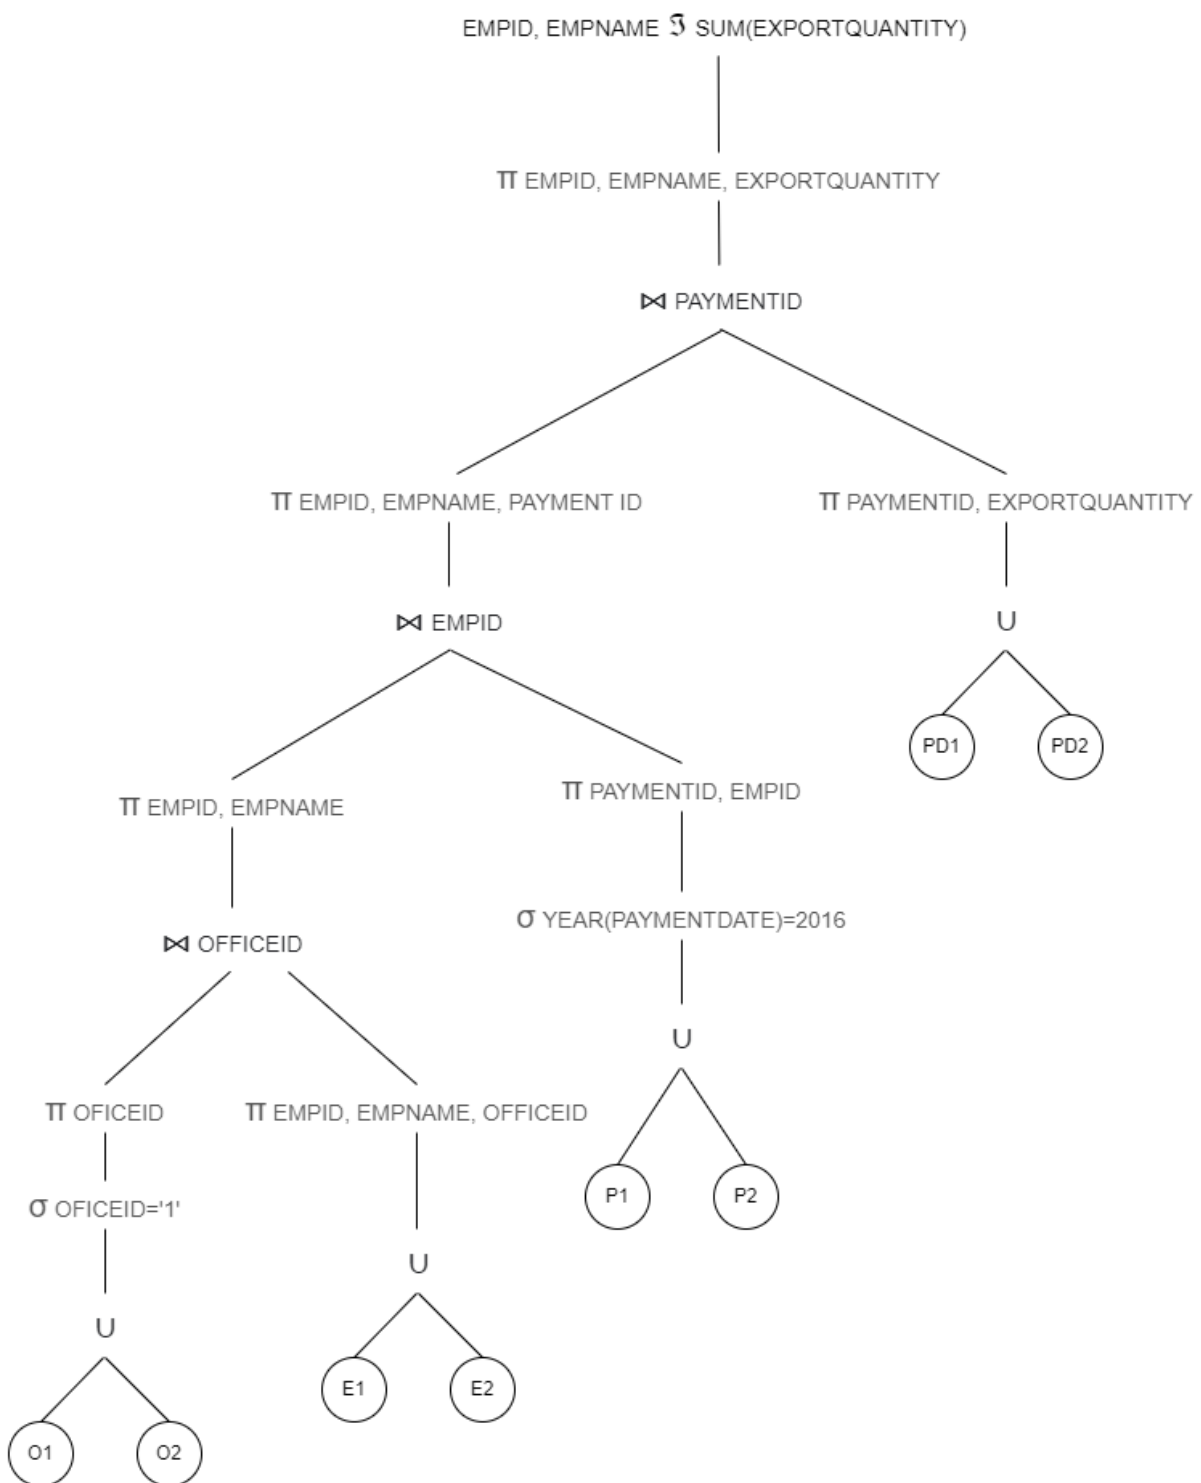 EMPID, EMPNAME ℑ SUM(EXPORTQUANTITY)
π EMPID, EMPNAME, EXPORTQUANTITY
⋈ PAYMENTID
π EMPID, EMPNAME, PAYMENT ID
π PAYMENTID, EXPORTQUANTITY
⋈ EMPID
U
PD1
PD2
π EMPID, EMPNAME
π PAYMENTID, EMPID
σ YEAR(PAYMENTDATE)=2016
⋈ OFFICEID
U
π OFICEID
π EMPID, EMPNAME, OFFICEID
P1
P2
σ OFICEID='1'
U
U
E1
E2
O1
O2